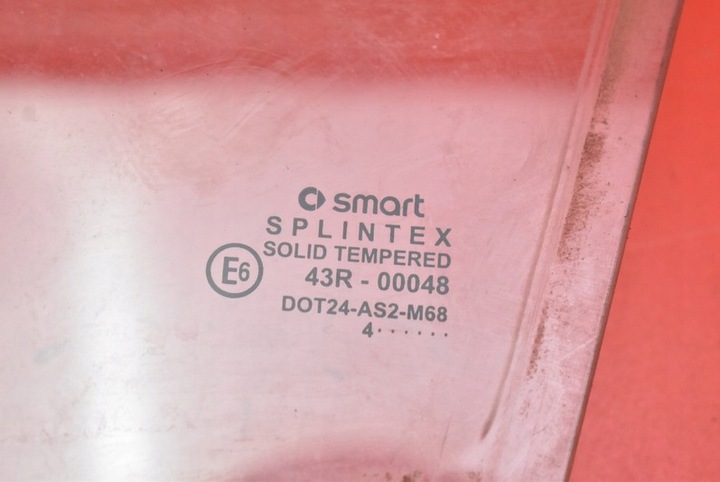 smart
SPLINTEX
SOLID TEMPERED
E6
43R - 00048
DOT24-AS2-M68
4······